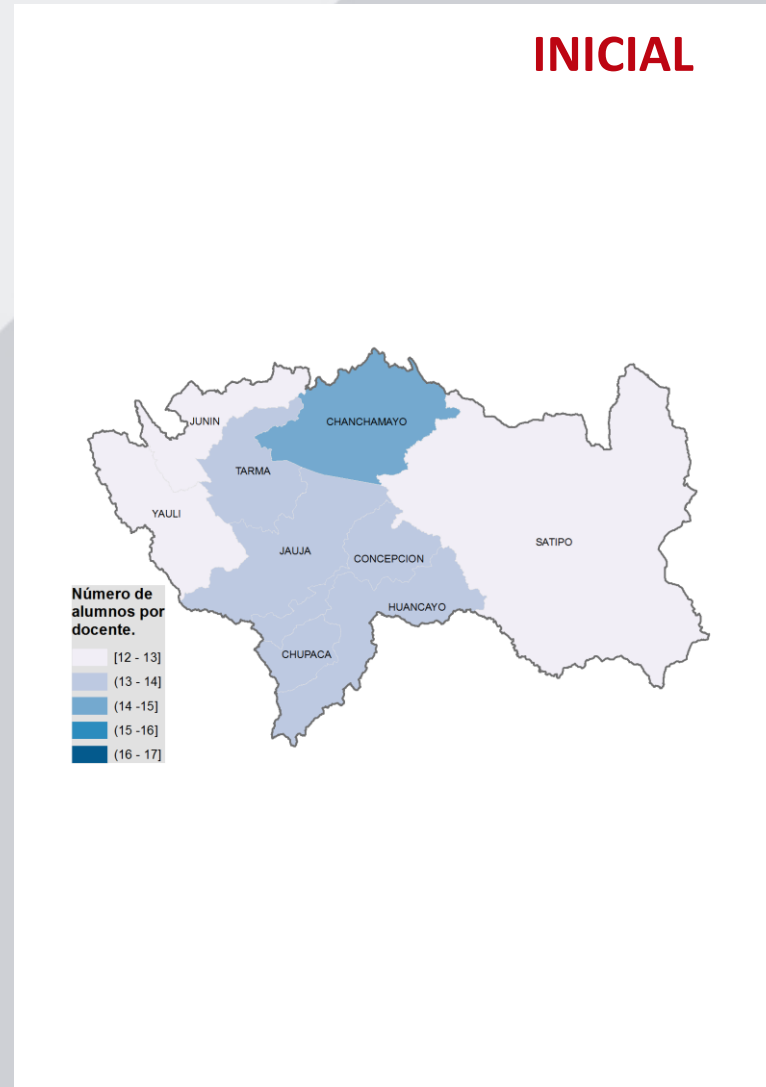 INICIAL
JUNIN
CHANCHAMAYO
TARMA
YAULI
SATIPO
JAUJA
CONCEPCION
HUANCAYO
CHUPACA
Número de
alumnos por
docente.
[12 - 13]
(13 - 14]
(14 -15]
(15 -16]
(16 - 17]